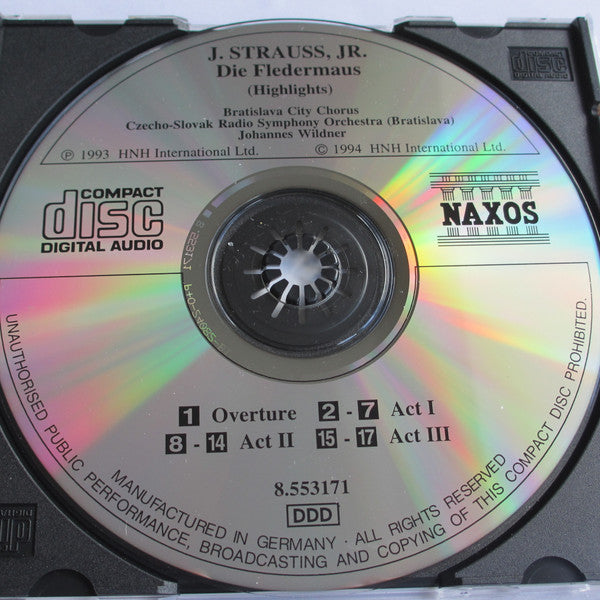 J. STRAUSS, JR.
Die Fledermaus
(Highlights)
Bratislava City Chorus
Czecho-Slovak Radio Symphony Orchestra (Bratislava)
Johannes Wildner
℗ 1993 HNH International Ltd.
© 1994 HNH International Ltd.
COMPACT
disc
DIGITAL AUDIO
NAXOS
1 Overture 2 - 7 Act I
8 - 14 Act II 15 - 17 Act III
8.553171
DDD
MANUFACTURED IN GERMANY · ALL RIGHTS RESERVED
UNAUTHORISED PUBLIC PERFORMANCE, BROADCASTING AND COPYING OF THIS COMPACT DISC PROHIBITED.
disc